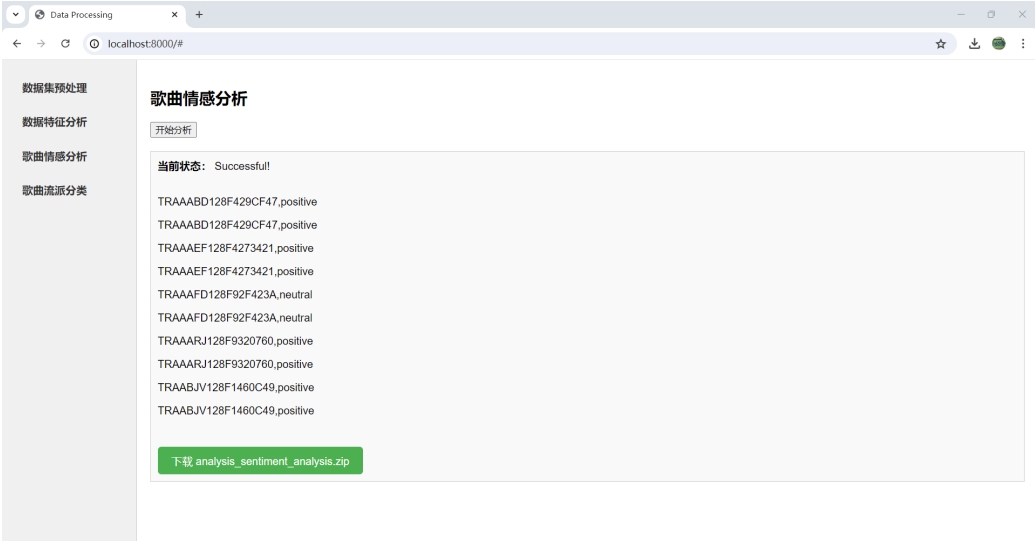 Data Processing
localhost:8000/#
数据集预处理
数据特征分析
歌曲情感分析
歌曲流派分类
歌曲情感分析
开始分析
当前状态： Successful!
TRAAABD128F429CF47,positive
TRAAABD128F429CF47,positive
TRAAAEF128F4273421,positive
TRAAAEF128F4273421,positive
TRAAAFD128F92F423A,neutral
TRAAAFD128F92F423A,neutral
TRAAARJ128F9320760,positive
TRAAARJ128F9320760,positive
TRAABJV128F1460C49,positive
TRAABJV128F1460C49,positive
下载 analysis_sentiment_analysis.zip